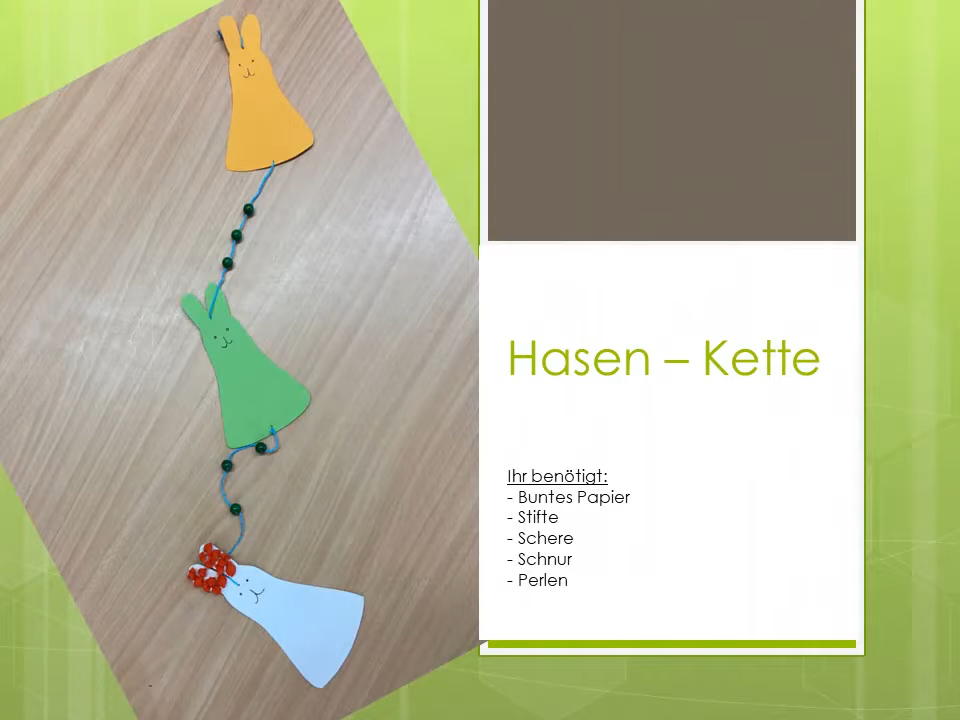 Hasen – Kette
Ihr benötigt:
- Buntes Papier
- Stifte
- Schere
- Schnur
- Perlen